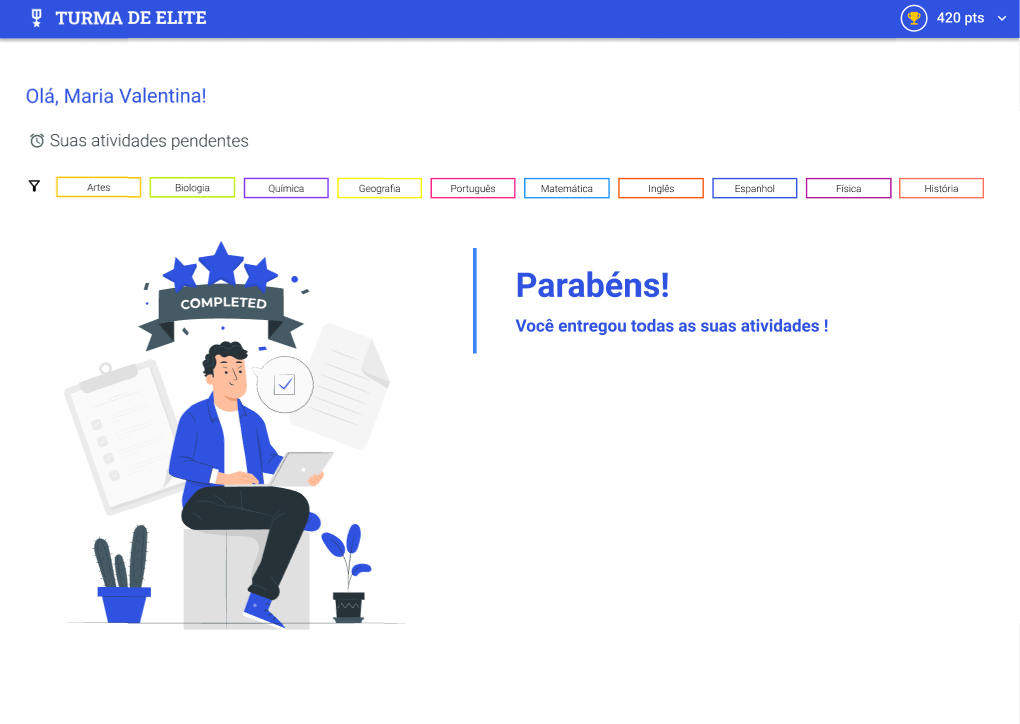 TURMA DE ELITE
420 pts
Olá, Maria Valentina!
Suas atividades pendentes
Artes
Biologia
Química
Geografia
Português
Matemática
Inglês
Espanhol
Física
História
COMPLETED
Parabéns!
Você entregou todas as suas atividades !